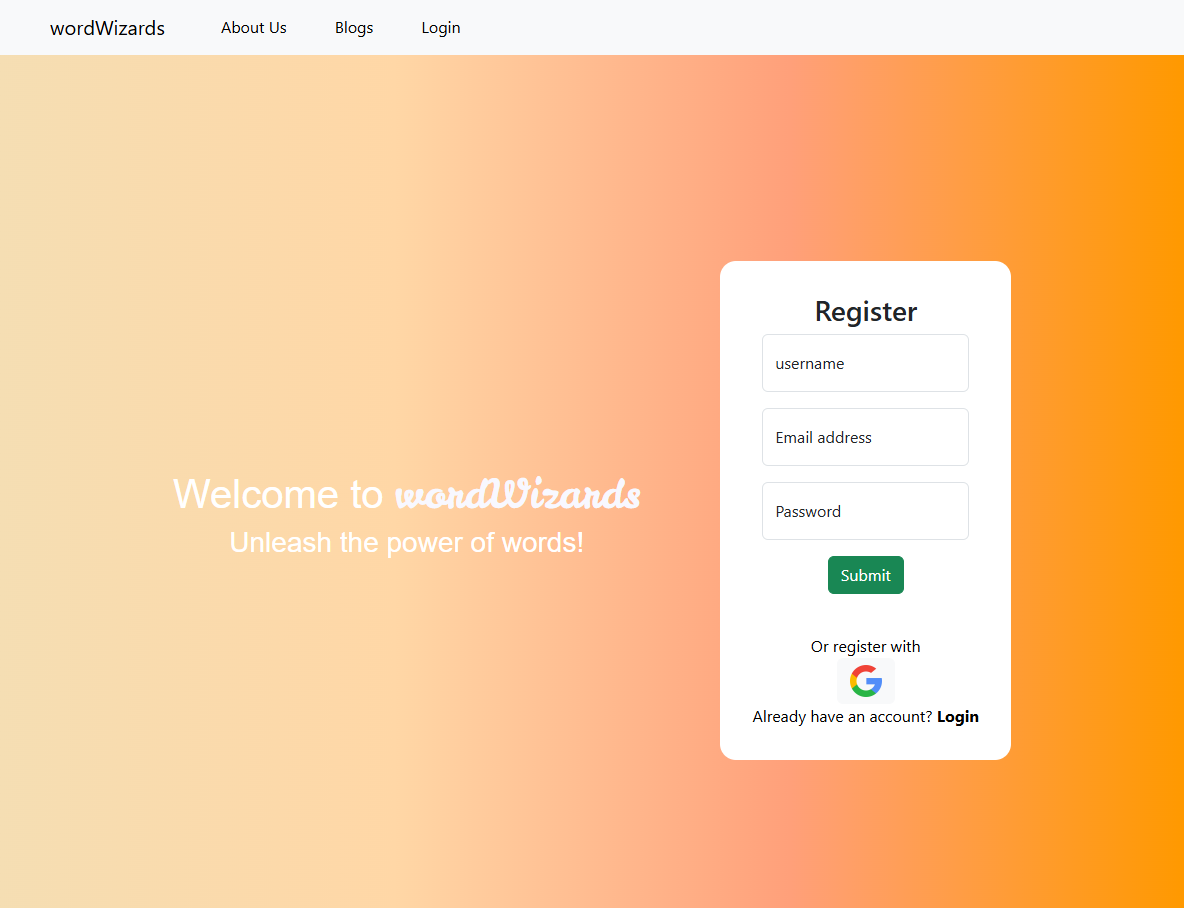 wordWizards About Us Blogs Login
Welcome to wordWizards
Unleash the power of words!
Register
username
Email address
Password
Submit
Or register with
Already have an account? Login